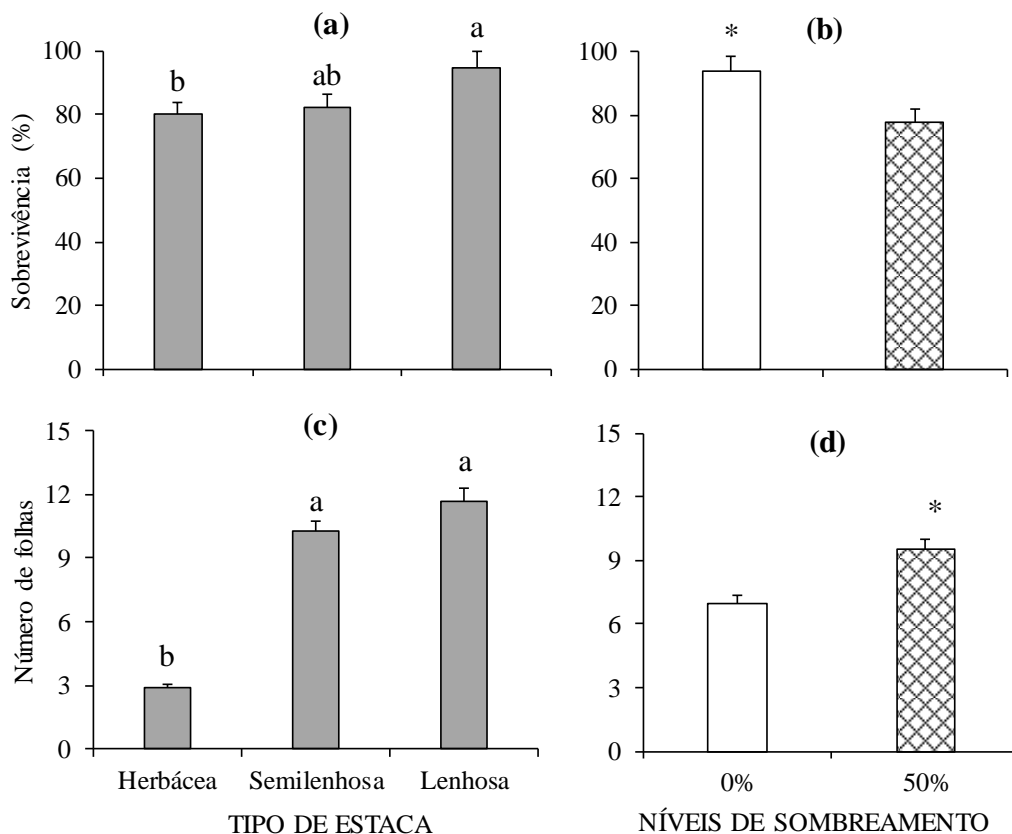 (a)
Sobrevivência (%)
100
80
60
40
20
0
b
ab
a
(b)
100
80
60
40
20
0
*
(c)
Número de folhas
15
12
9
6
3
0
b
a
a
Herbácea Semilenhosa Lenhosa
TIPO DE ESTACA
(d)
15
12
9
6
3
0
*
0% 50%
NÍVEIS DE SOMBREAMENTO